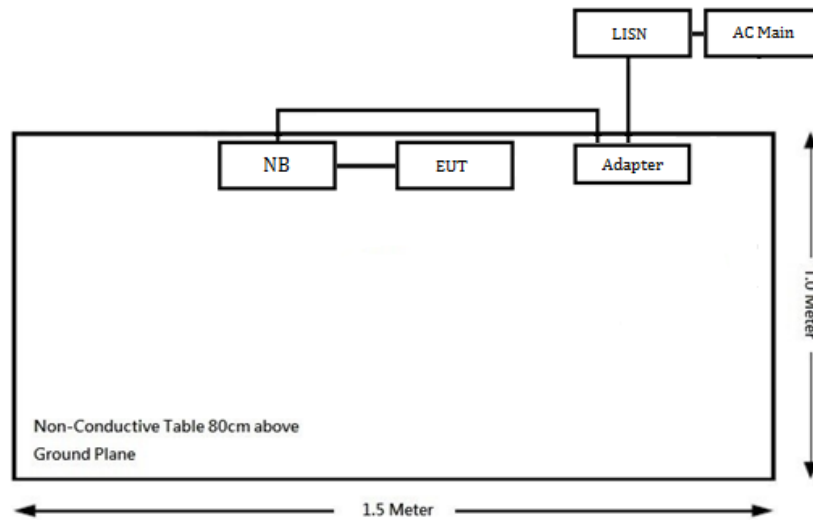 LISN
AC Main
NB
EUT
Adapter
1.0 Meter
Non-Conductive Table 80cm above
Ground Plane
1.5 Meter